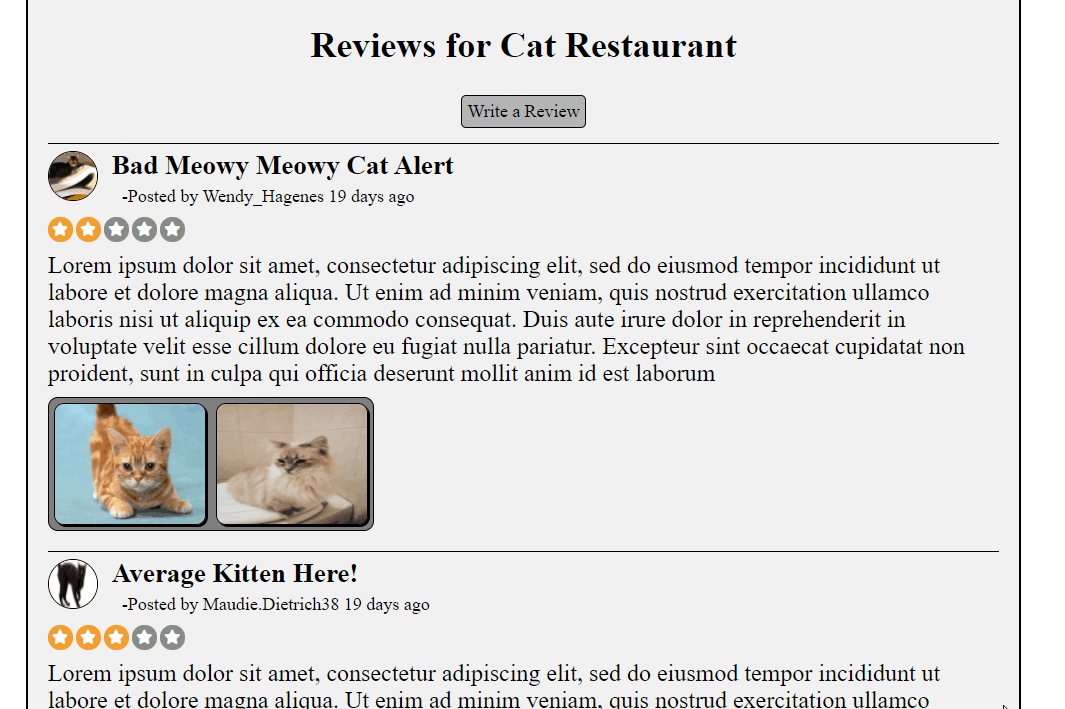 Reviews for Cat Restaurant
Write a Review
Bad Meowy Meowy Cat Alert
-Posted by Wendy_Hagenes 19 days ago
Lorem ipsum dolor sit amet, consectetur adipiscing elit, sed do eiusmod tempor incididunt ut
labore et dolore magna aliqua. Ut enim ad minim veniam, quis nostrud exercitation ullamco
laboris nisi ut aliquip ex ea commodo consequat. Duis aute irure dolor in reprehenderit in
voluptate velit esse cillum dolore eu fugiat nulla pariatur. Excepteur sint occaecat cupidatat non
proident, sunt in culpa qui officia deserunt mollit anim id est laborum
Average Kitten Here!
-Posted by Maudie.Dietrich38 19 days ago
Lorem ipsum dolor sit amet, consectetur adipiscing elit, sed do eiusmod tempor incididunt ut
labore et dolore magna aliqua. Ut enim ad minim veniam, quis nostrud exercitation ullamco